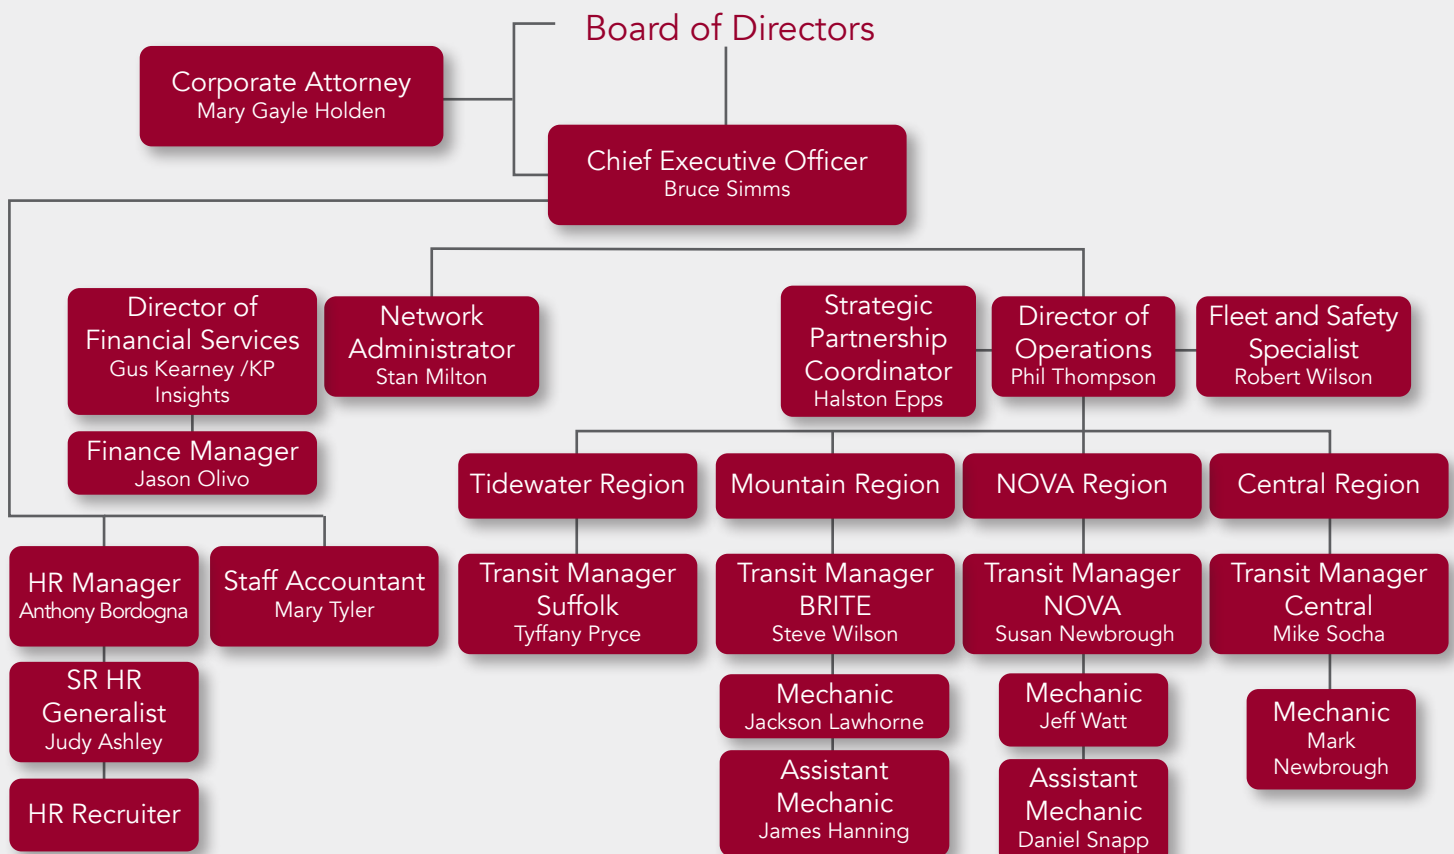 Board of Directors
Corporate Attorney
Mary Gayle Holden
Chief Executive Officer
Bruce Simms
Director of
Financial Services
Gus Kearney /KP
Insights
Network
Administrator
Stan Milton
Strategic
Partnership
Coordinator
Halston Epps
Director of
Operations
Phil Thompson
Fleet and Safety
Specialist
Robert Wilson
Finance Manager
Jason Olivo
Tidewater Region
Mountain Region
NOVA Region
Central Region
HR Manager
Anthony Bordogna
Staff Accountant
Mary Tyler
Transit Manager
Suffolk
Tyffany Pryce
Transit Manager
BRITE
Steve Wilson
Transit Manager
NOVA
Susan Newbrough
Transit Manager
Central
Mike Socha
SR HR
Generalist
Judy Ashley
Mechanic
Jackson Lawhorne
Mechanic
Jeff Watt
Mechanic
Mark
Newbrough
HR Recruiter
Assistant
Mechanic
James Hanning
Assistant
Mechanic
Daniel Snapp